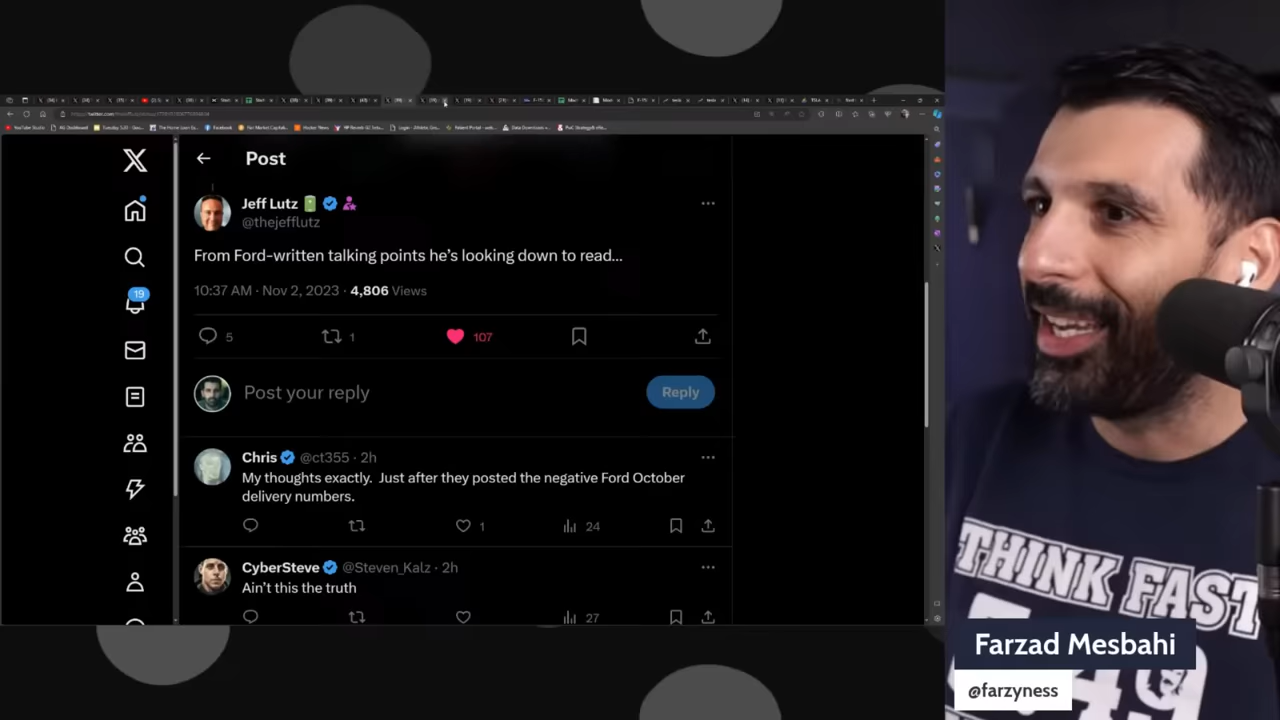 YouTube Studio
Facebook
Post
Jeff Lutz
@thejefflutz
From Ford-written talking points he’s looking down to read...
10:37 AM · Nov 2, 2023 · 4,806 Views
19
5
1
107
Post your reply
Reply
Chris @ct355 · 2h
My thoughts exactly. Just after they posted the negative Ford October
delivery numbers.
1
24
CyberSteve @Steven_Kalz · 2h
Ain’t this the truth
27
THINK FAST
Farzad Mesbahi
@farzyness